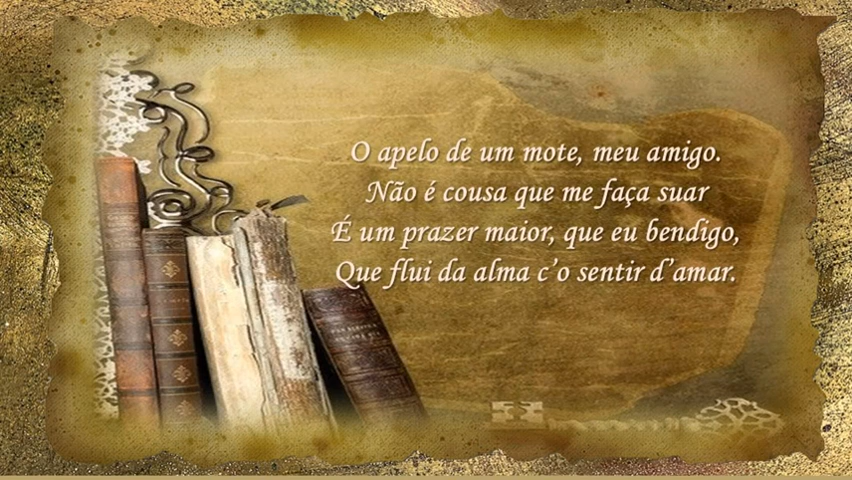 O apelo de um mote, meu amigo.
Não é cousa que me faça suar
É um prazer maior, que eu bendigo,
Que flui da alma c’o sentir d’amar.